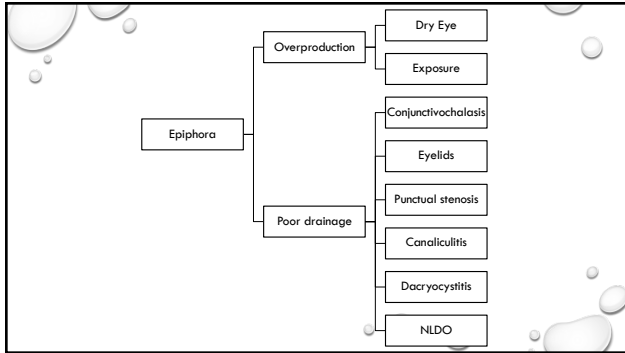 Epiphora
Overproduction
Dry Eye
Exposure
Poor drainage
Conjunctivochalasis
Eyelids
Punctual stenosis
Canaliculitis
Dacryocystitis
NLDO